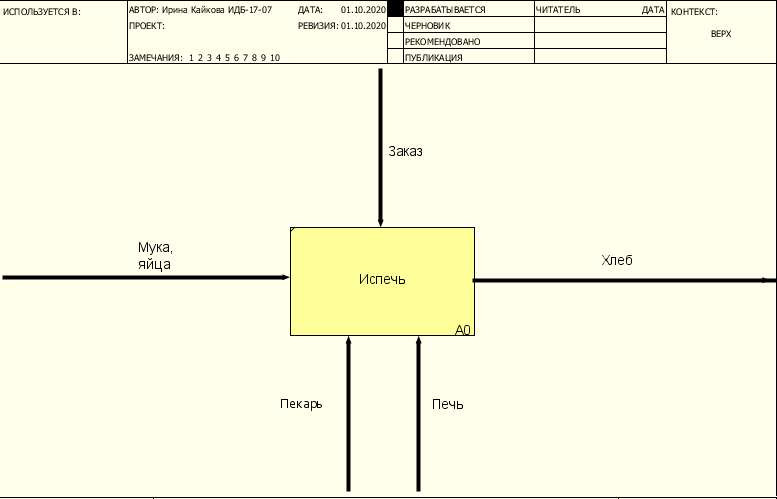 ИСПОЛЬЗУЕТСЯ В:
АВТОР: Ирина Кайкова ИДБ-17-07
ДАТА: 01.10.2020
ПРОЕКТ:
РЕВИЗИЯ: 01.10.2020
ЗАМЕЧАНИЯ: 1 2 3 4 5 6 7 8 9 10
РАЗРАБАТЫВАЕТСЯ
ЧЕРНОВИК
РЕКОМЕНДОВАНО
ПУБЛИКАЦИЯ
ЧИТАТЕЛЬ
ДАТА
КОНТЕКСТ:
ВЕРХ
Заказ
Мука,
яйца
Испечь
A0
Хлеб
Пекарь
Печь